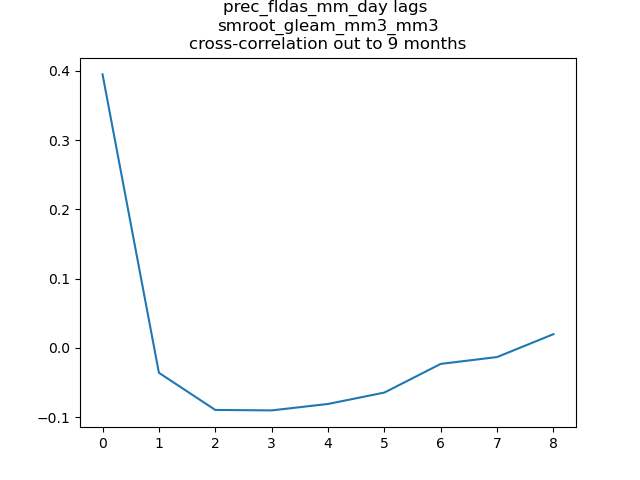 prec_fldas_mm_day lags
smroot_gleam_mm3_mm3
cross-correlation out to 9 months
0.4
0.3
0.2
0.1
0.0
−0.1
0 1 2 3 4 5 6 7 8